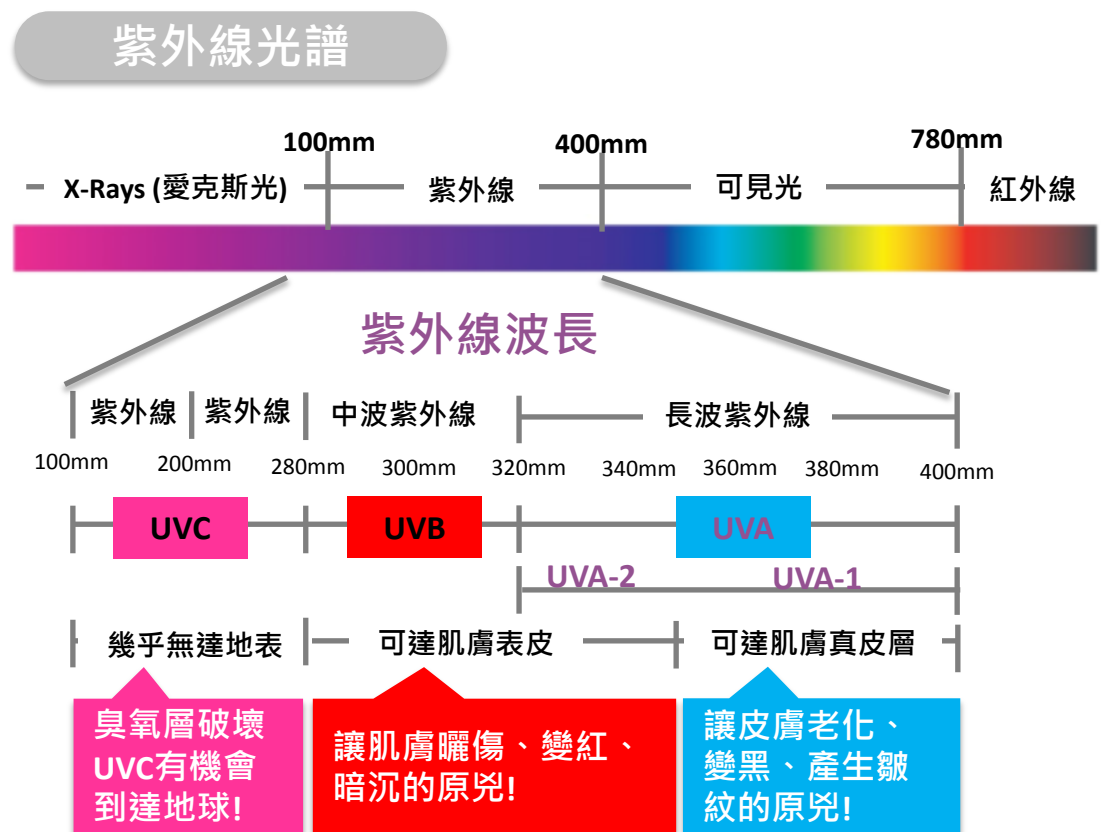 紫外線光譜
100mm 400mm 780mm
X-Rays (愛克斯光) 紫外線 可見光 紅外線
紫外線波長
紫外線 紫外線 中波紫外線 長波紫外線
100mm 200mm 280mm 300mm 320mm 340mm 360mm 380mm 400mm
UVC UVB UVA
UVA-2 UVA-1
幾乎無達地表 可達肌膚表皮 可達肌膚真皮層
臭氧層破壞
UVC有機會
到達地球!
讓肌膚曬傷、變紅、
暗沉的原兇!
讓皮膚老化、
變黑、產生皺
紋的原兇!